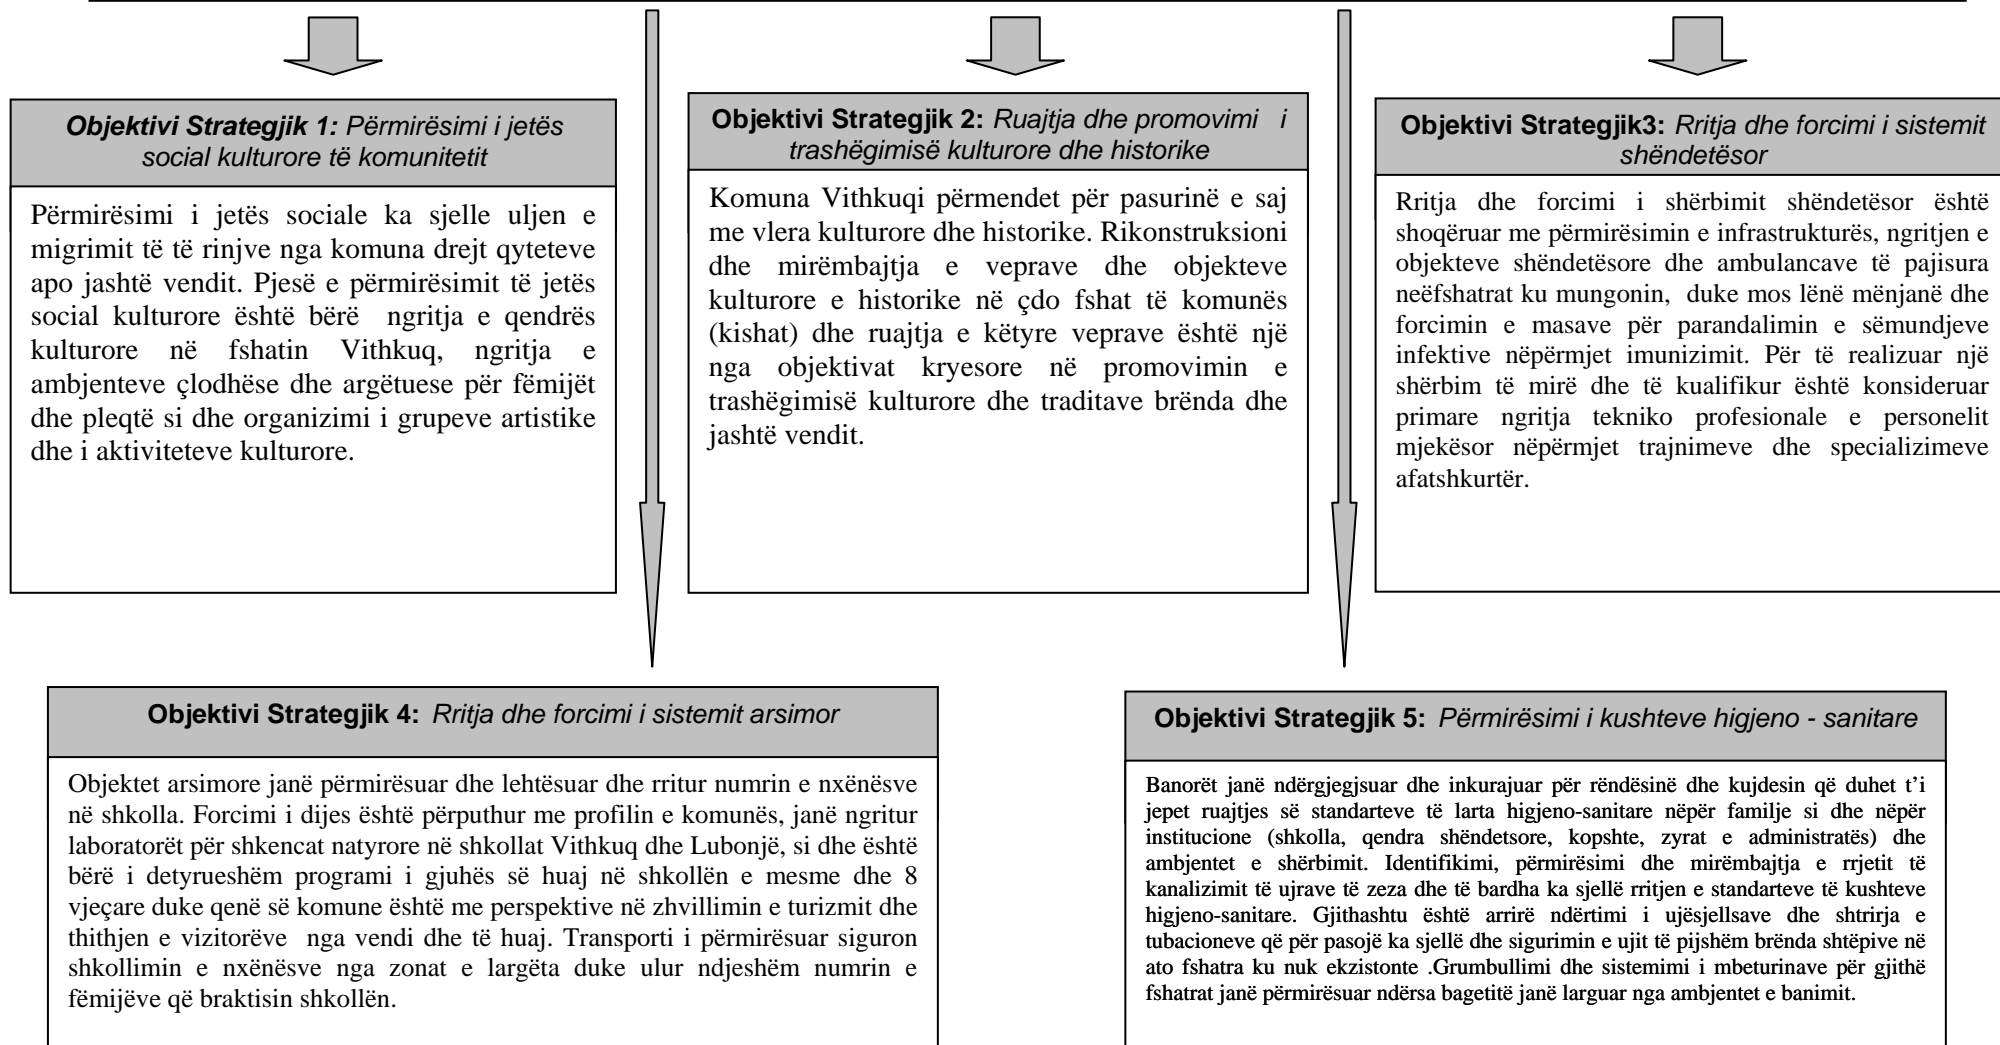 Objektivi Strategjik 1: Përmirësimi i jetës
social kulturore të komunitetit
Përmirësimi i jetës sociale ka sjelle uljen e
migrimit të të rinjve nga komuna drejt qyteteve
apo jashtë vendit. Pjesë e përmirësimit të jetës
social kulturore është bërë ngritja e qendrës
kulturore në fshatin Vithkuq, ngritja e
ambjenteve çlodhëse dhe argëtuese për fëmijët
dhe pleqtë si dhe organizimi i grupeve artistike
dhe i aktiviteteve kulturore.
Objektivi Strategjik 2: Ruajtja dhe promovimi i
trashëgimisë kulturore dhe historike
Komuna Vithkuqi përmendet për pasurinë e saj
me vlera kulturore dhe historike. Rikonstruksioni
dhe mirëmbajtja e veprave dhe objekteve
kulturore e historike në çdo fshat të komunës
(kishat) dhe ruajtja e këtyre veprave është një
nga objektivat kryesore në promovimin e
trashëgimisë kulturore dhe traditave brënda dhe
jashtë vendit.
Objektivi Strategjik3: Rritja dhe forcimi i sistemit
shëndetësor
Rritja dhe forcimi i shërbimit shëndetësor është
shoqëruar me përmirësimin e infrastrukturës, ngritjen e
objekteve shëndetësore dhe ambulancave të pajisura
neëfshatrat ku mungonin, duke mos lënë mënjanë dhe
forcimin e masave për parandalimin e sëmundjeve
infektive nëpërmjet imunizimit. Për të realizuar një
shërbim të mirë dhe të kualifikur është konsideruar
primare ngritja tekniko profesionale e personelit
mjekësor nëpërmjet trajnimeve dhe specializimeve
afatshkurtër.
Objektivi Strategjik 4: Rritja dhe forcimi i sistemit arsimor
Objektet arsimore janë përmirësuar dhe lehtësuar dhe rritur numrin e nxënësve
në shkolla. Forcimi i dijes është përputhur me profilin e komunës, janë ngritur
laboratorët për shkencat natyrore në shkollat Vithkuq dhe Lubonjë, si dhe është
bërë i detyrueshëm programi i gjuhës së huaj në shkollën e mesme dhe 8
vjeçare duke qenë së komune është me perspektive në zhvillimin e turizmit dhe
thithjen e vizitorëve nga vendi dhe të huaj. Transporti i përmirësuar siguron
shkollimin e nxënësve nga zonat e largëta duke ulur ndjeshëm numrin e
fëmijëve që braktisin shkollën.
Objektivi Strategjik 5: Përmirësimi i kushteve higjeno - sanitare
Banorët janë ndërgjegjsuar dhe inkurajuar për rëndësinë dhe kujdesin që duhet t’i
jepet ruajtjes së standarteve të larta higjeno-sanitare nëpër familje si dhe nëpër
institucione (shkolla, qendra shëndetsore, kopshte, zyrat e administratës) dhe
ambjentet e shërbimit. Identifikimi, përmirësimi dhe mirëmbajtja e rrjetit të
kanalizimit të ujrave të zeza dhe të bardha ka sjellë rritjen e standarteve të kushteve
higjeno-sanitare. Gjithashtu është arrirë ndërtimi i ujësjellsave dhe shtrirja e
tubacioneve që për pasojë ka sjellë dhe sigurimin e ujit të pijshëm brënda shtëpive në
ato fshatra ku nuk ekzistonte .Grumbullimi dhe sistemimi i mbeturinave për gjithë
fshatrat janë përmirësuar ndërsa bagetitë janë larguar nga ambjentet e banimit.